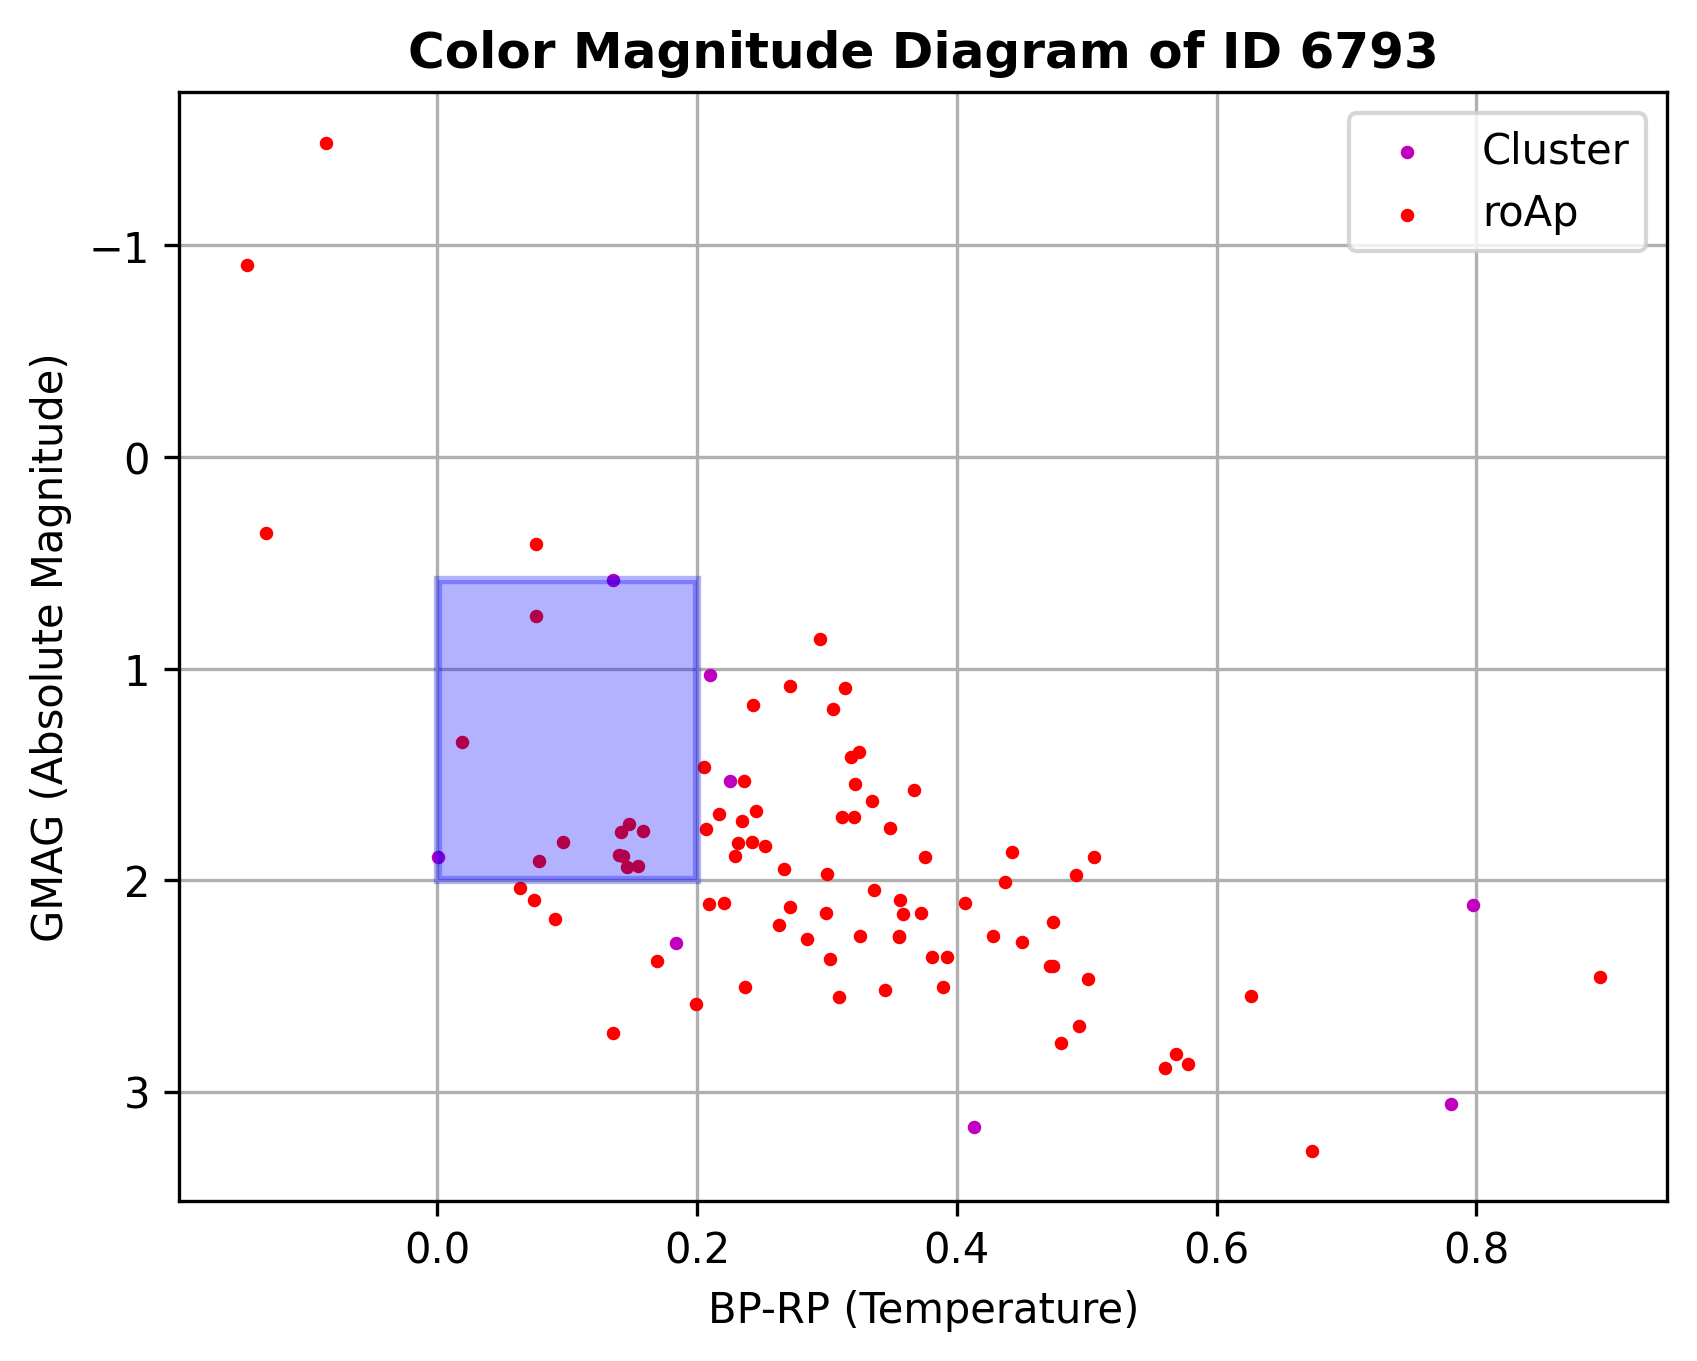 Color Magnitude Diagram of ID 6793
Cluster
roAp
−1
0
1
2
3
GMAG (Absolute Magnitude)
0.0 0.2 0.4 0.6 0.8
BP-RP (Temperature)